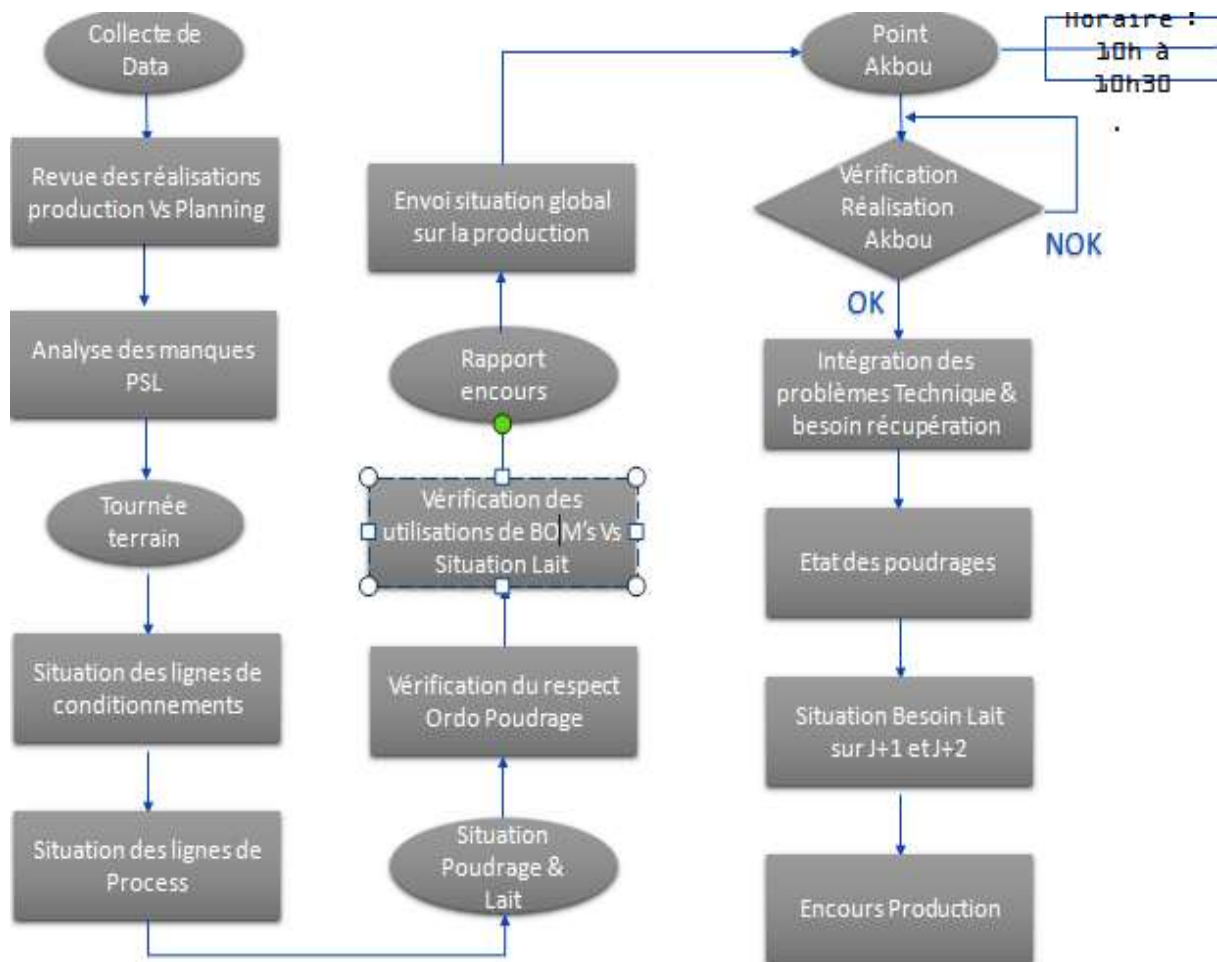 Collecte de
Data
Revue des réalisations
production Vs Planning
Analyse des manques
PSL
Tournée
terrain
Situation des lignes de
conditionnements
Situation des lignes de
Process
Situation
Poudrage &
Lait
Vérification du respect
Ordo Poudrage
Vérification des
utilisations de BOM's Vs
Situation Lait
Rapport
encours
Envoi situation global
sur la production
Point
Akbou
Horaire :
10h à
10h30
.
Vérification
Réalisation
Akbou
NOK
OK
Intégration des
problèmes Technique &
besoin récupération
Etat des poudrages
Situation Besoin Lait
sur J+1 et J+2
Encours Production